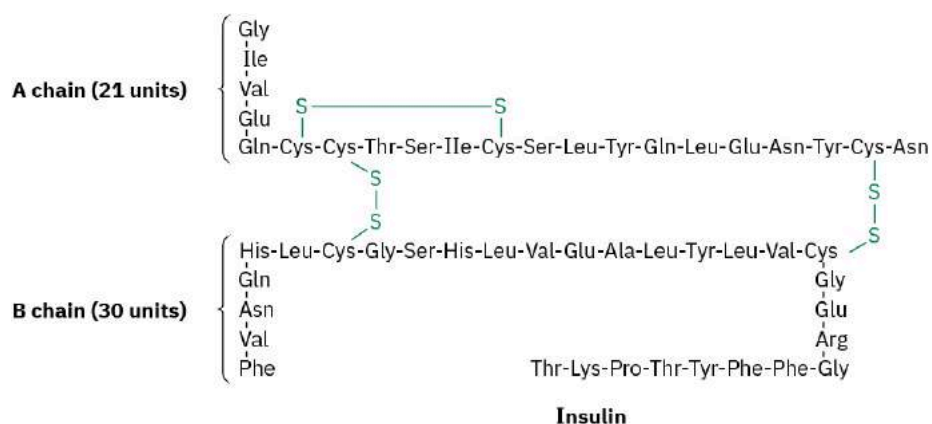 Gly
Ile
A chain (21 units)
Val
Glu
S S
Gln-Cys-Cys-Thr-Ser-IIe-Cys-Ser-Leu-Tyr-Gln-Leu-Glu-Asn-Tyr-Cys-Asn
S S
S S
His-Leu-Cys-Gly-Ser-His-Leu-Val-Glu-Ala-Leu-Tyr-Leu-Val-Cys
Gln Gly
B chain (30 units)
Asn Glu
Val Arg
Phe Thr-Lys-Pro-Thr-Tyr-Phe-Phe-Gly
Insulin